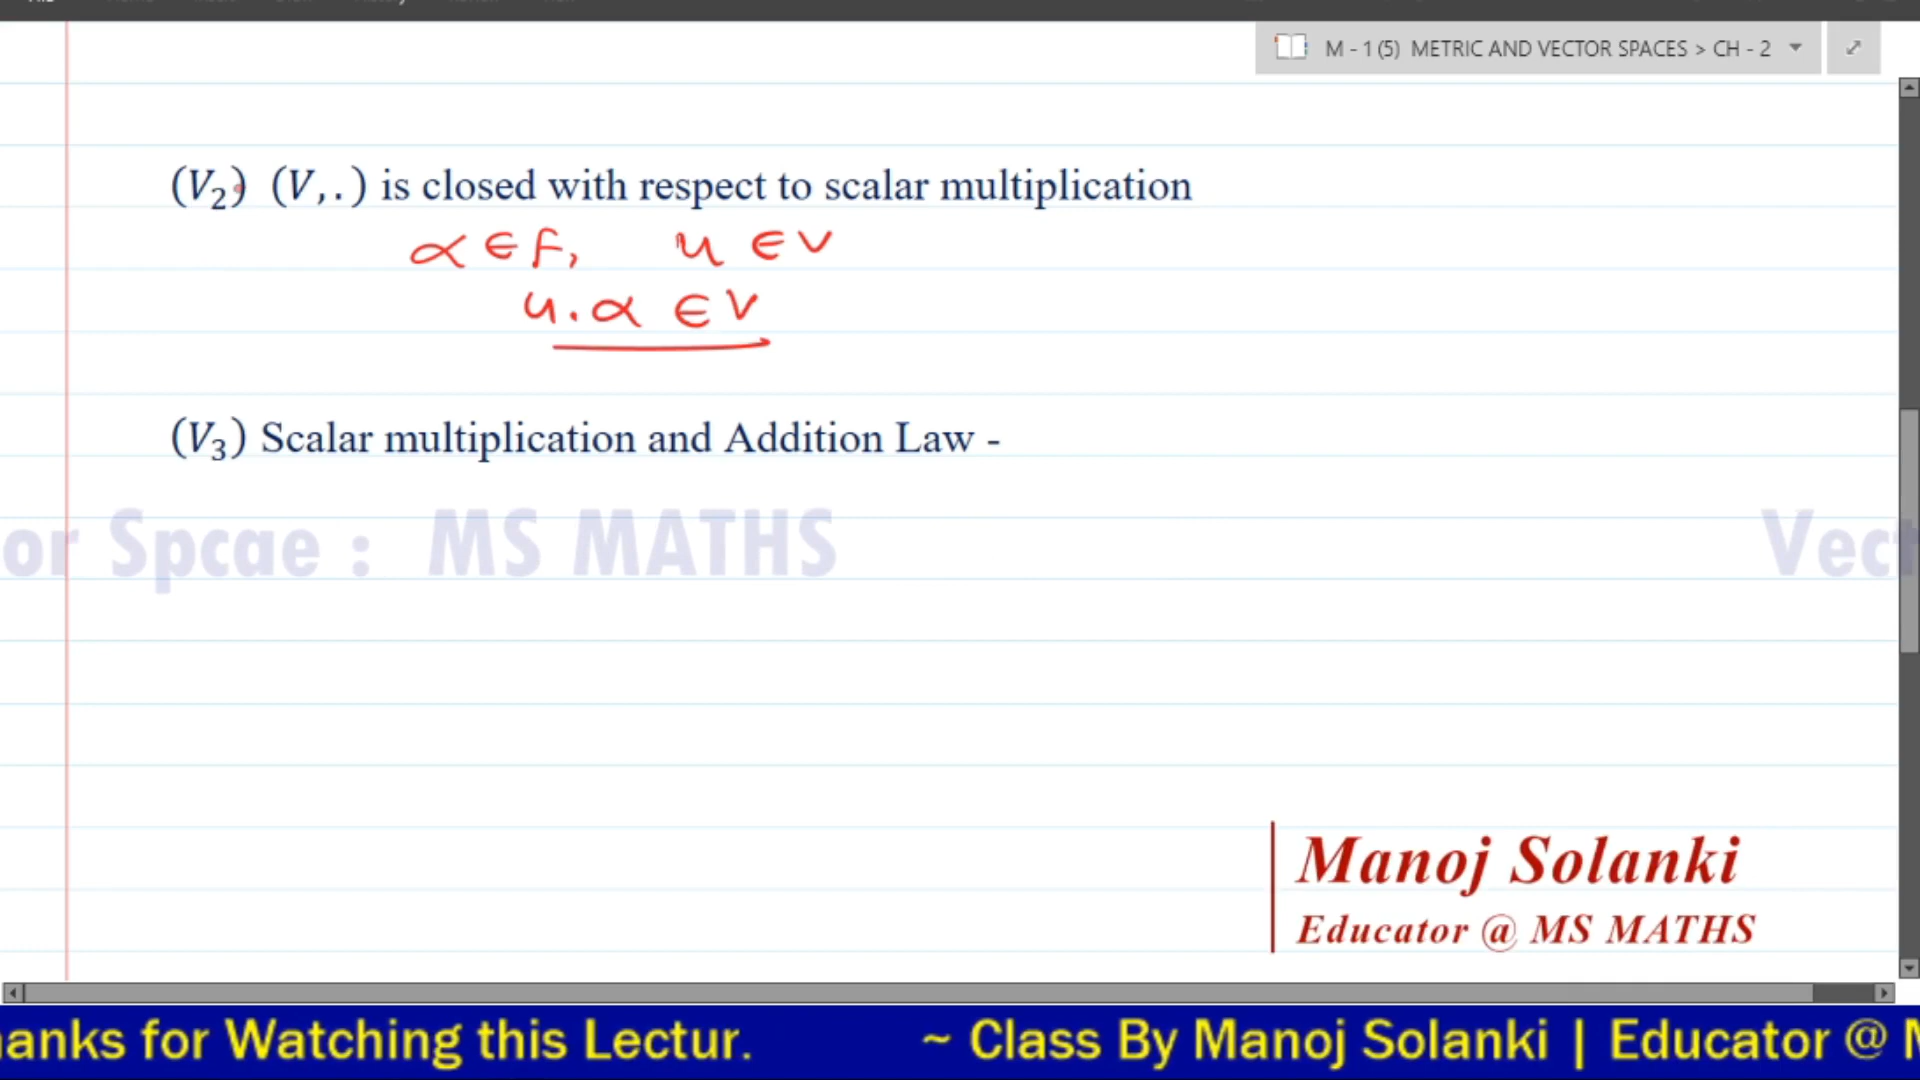 M - 1 (5) METRIC AND VECTOR SPACES > CH - 2
(V₂) (V, . ) is closed with respect to scalar multiplication
α ∈ F, u ∈ V
u . α ∈ V
(V₃) Scalar multiplication and Addition Law -
or Spcae : MS MATHS Vect
Manoj Solanki
Educator @ MS MATHS
hanks for Watching this Lectur. ~ Class By Manoj Solanki | Educator @